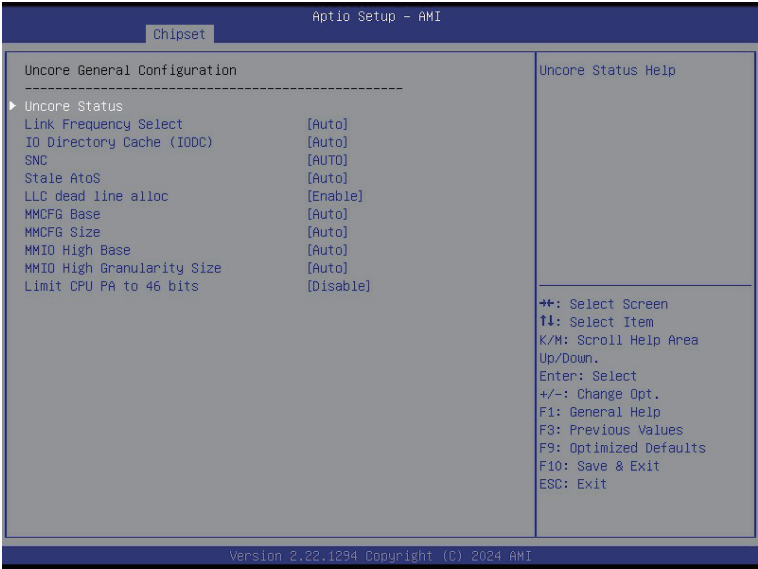 Aptio Setup – AMI
Chipset
Uncore General Configuration
--------------------------------------------------
Uncore Status
Link Frequency Select [Auto]
IO Directory Cache (IODC) [Auto]
SNC [AUTO]
Stale AtoS [Auto]
LLC dead line alloc [Enable]
MMCFG Base [Auto]
MMCFG Size [Auto]
MMIO High Base [Auto]
MMIO High Granularity Size [Auto]
Limit CPU PA to 46 bits [Disable]
Uncore Status Help
→←: Select Screen
↑↓: Select Item
K/M: Scroll Help Area
Up/Down.
Enter: Select
+/-: Change Opt.
F1: General Help
F3: Previous Values
F9: Optimized Defaults
F10: Save & Exit
ESC: Exit
Version 2.22.1294 Copyright (C) 2024 AMI